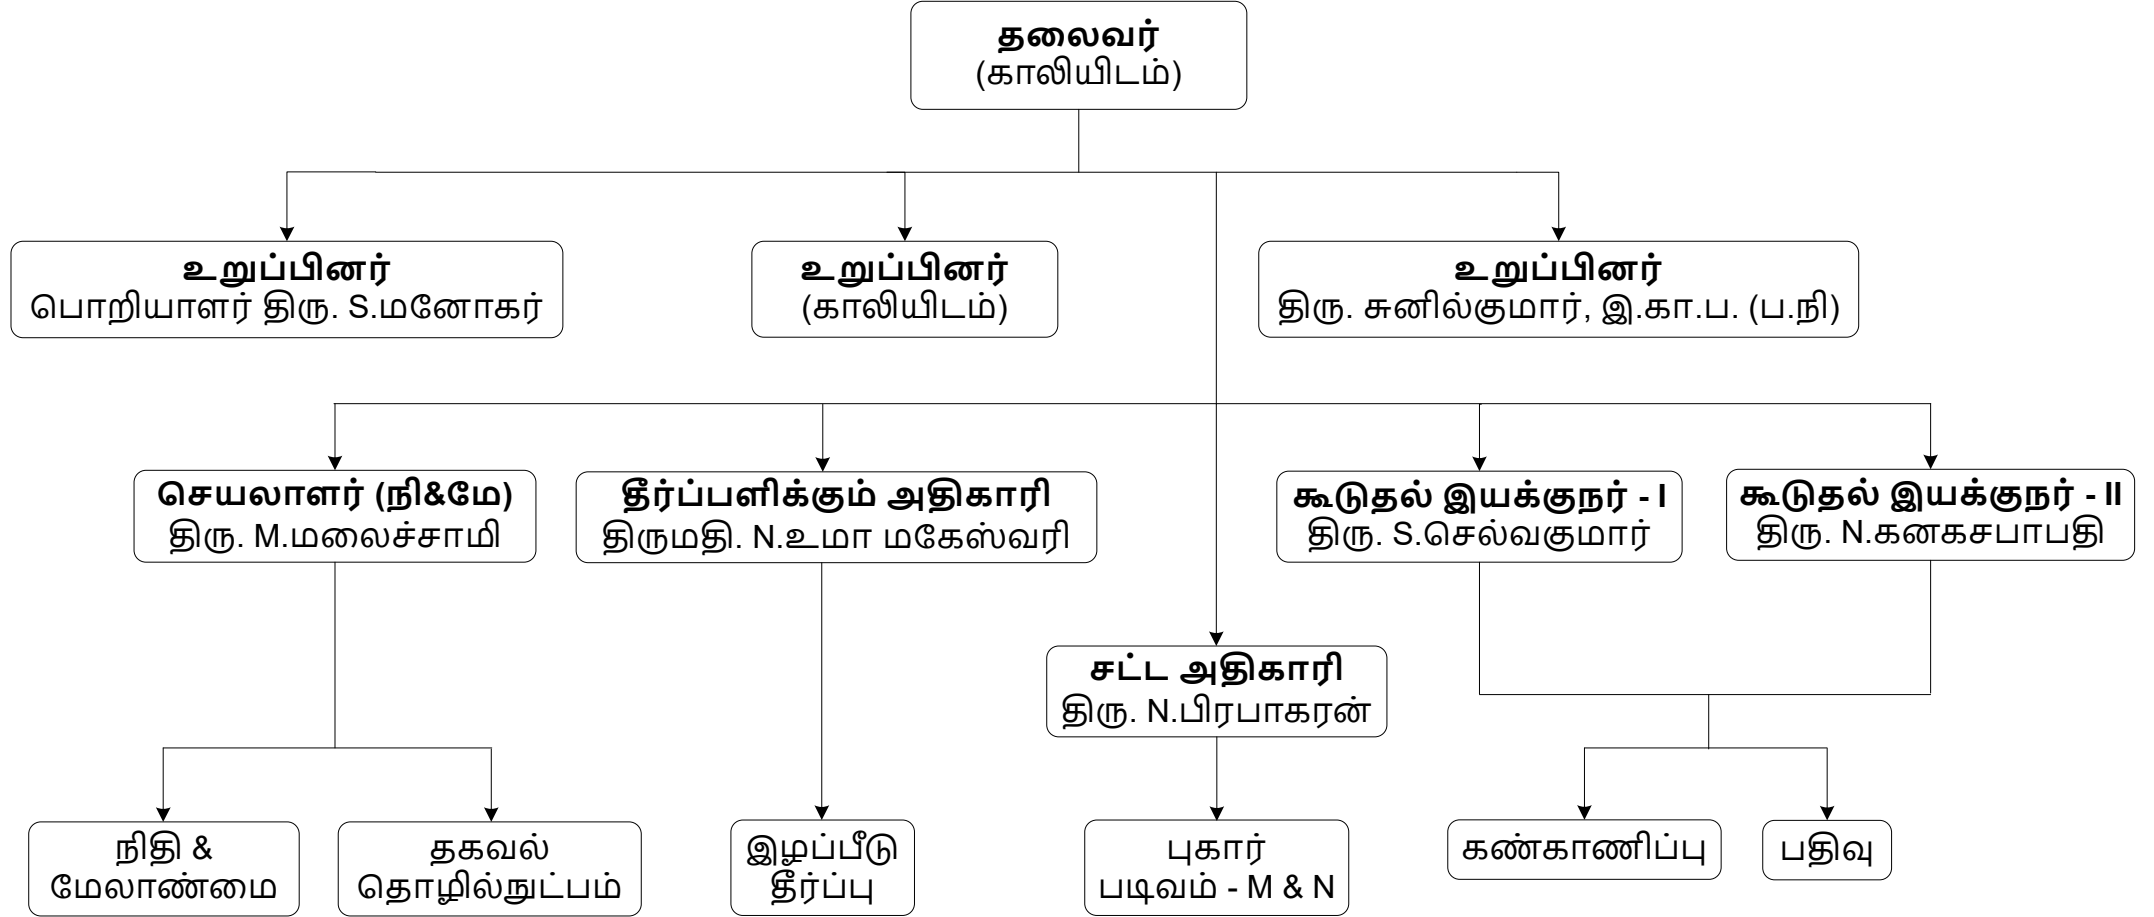 தலைவர்
(காலியிடம்)
உறுப்பினர்
பொறியாளர் திரு. S.மனோகர்
உறுப்பினர்
(காலியிடம்)
உறுப்பினர்
திரு. சுனில்குமார், இ.கா.ப. (ப.நி)
செயலாளர் (நி&மே)
திரு. M.மலைச்சாமி
தீர்ப்பளிக்கும் அதிகாரி
திருமதி. N.உமா மகேஸ்வரி
கூடுதல் இயக்குநர் - I
திரு. S.செல்வகுமார்
கூடுதல் இயக்குநர் - II
திரு. N.கனகசபாபதி
சட்ட அதிகாரி
திரு. N.பிரபாகரன்
நிதி &
மேலாண்மை
தகவல்
தொழில்நுட்பம்
இழப்பீடு
தீர்ப்பு
புகார்
படிவம் - M & N
கண்காணிப்பு
பதிவு